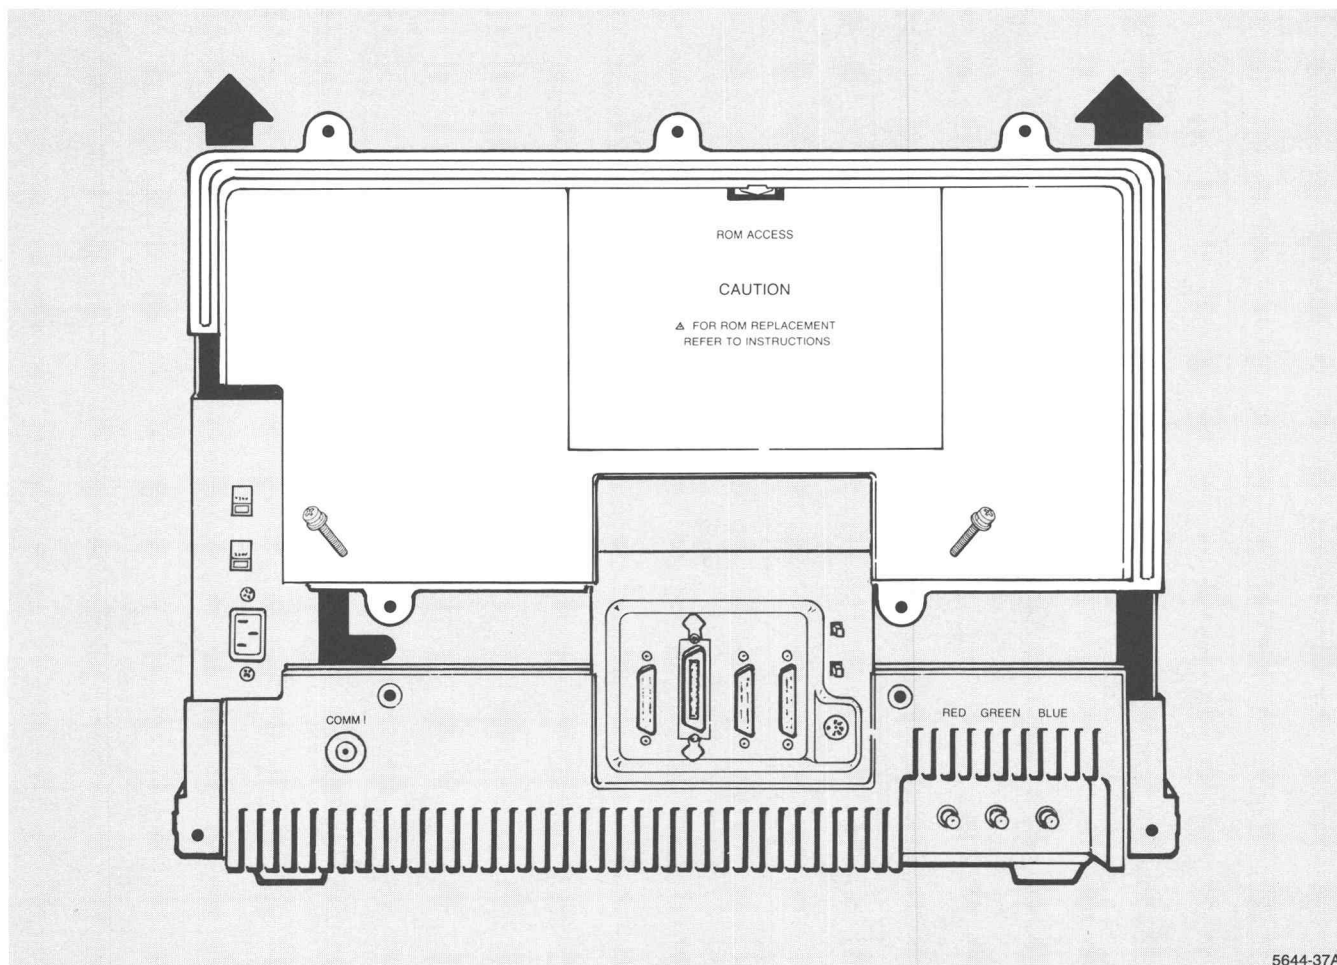 ROM ACCESS
CAUTION
⚠ FOR ROM REPLACEMENT
REFER TO INSTRUCTIONS
COMM I
RED GREEN BLUE
5644-37A